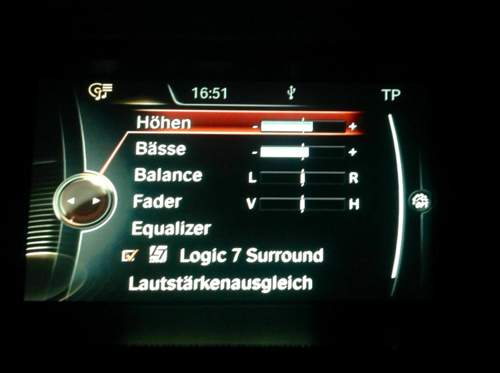 16:51 TP
Höhen - +
Bässe - +
Balance L R
Fader V H
Equalizer
Logic 7 Surround
Lautstärkenausgleich